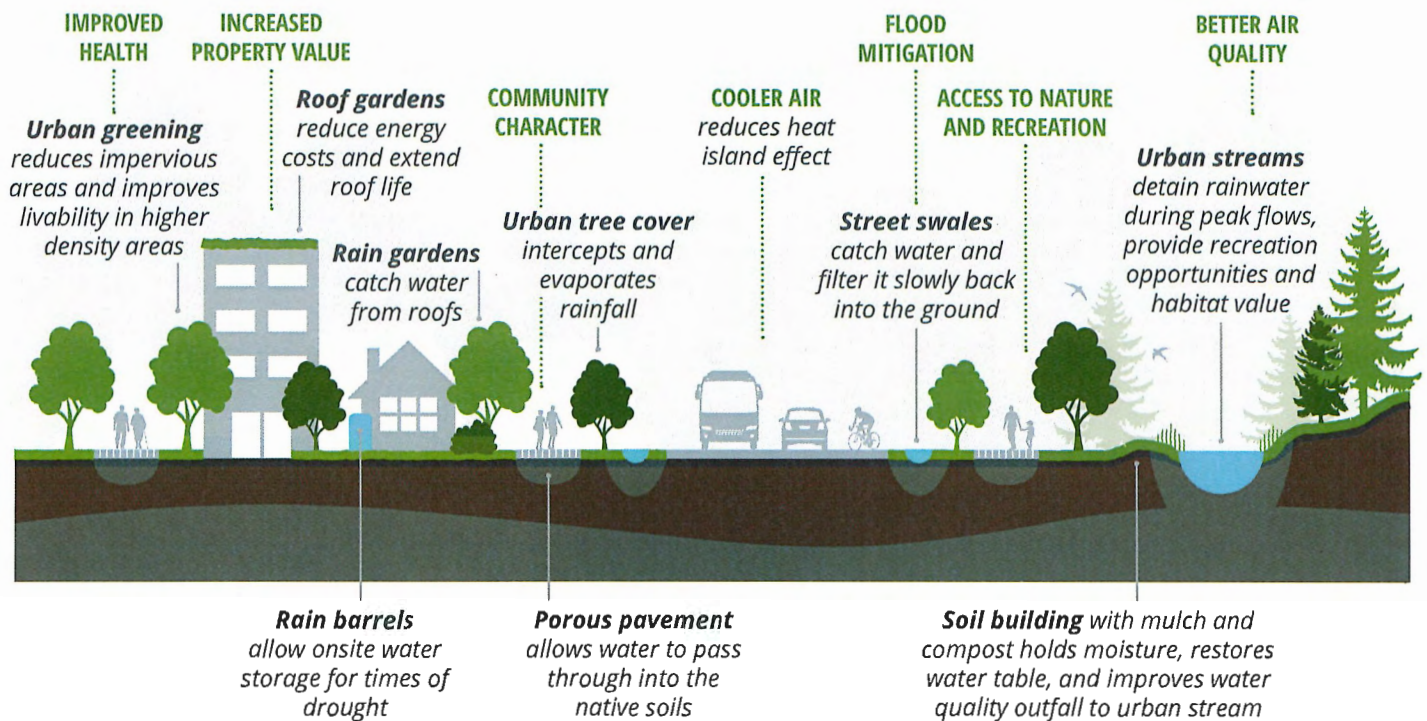 IMPROVED
HEALTH
INCREASED
PROPERTY VALUE
FLOOD
MITIGATION
BETTER AIR
QUALITY
Urban greening
reduces impervious
areas and improves
livability in higher
density areas
Roof gardens
reduce energy
costs and extend
roof life
COMMUNITY
CHARACTER
COOLER AIR
reduces heat
island effect
ACCESS TO NATURE
AND RECREATION
Rain gardens
catch water
from roofs
Urban tree cover
intercepts and
evaporates
rainfall
Street swales
catch water and
filter it slowly back
into the ground
Urban streams
detain rainwater
during peak flows,
provide recreation
opportunities and
habitat value
Rain barrels
allow onsite water
storage for times of
drought
Porous pavement
allows water to pass
through into the
native soils
Soil building with mulch and
compost holds moisture, restores
water table, and improves water
quality outfall to urban stream